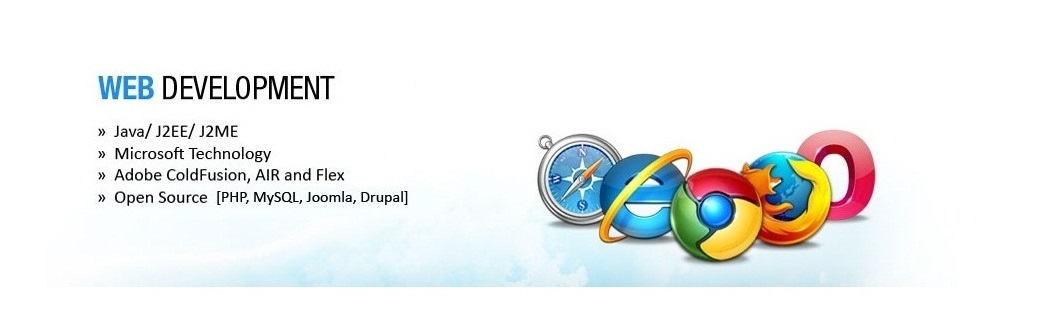 WEB DEVELOPMENT
» Java/ J2EE/ J2ME
» Microsoft Technology
» Adobe ColdFusion, AIR and Flex
» Open Source [PHP, MySQL, Joomla, Drupal]